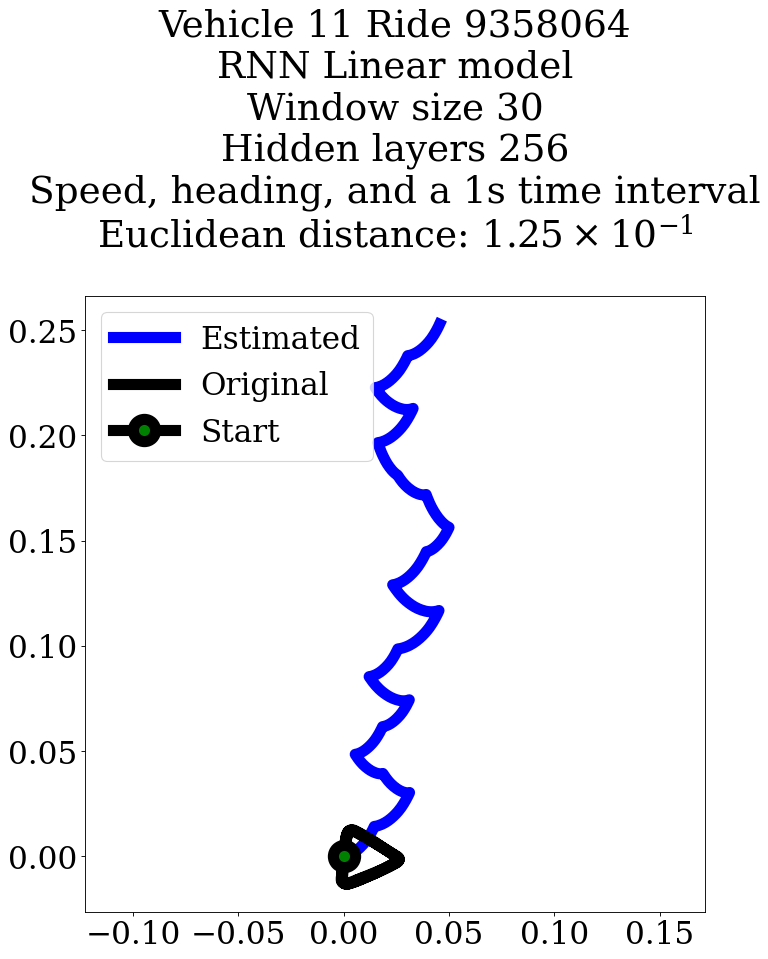 Vehicle 11 Ride 9358064
RNN Linear model
Window size 30
Hidden layers 256
Speed, heading, and a 1s time interval
Euclidean distance: 1.25 × 10⁻¹
Estimated
Original
Start
0.25
0.20
0.15
0.10
0.05
0.00
−0.10 −0.05 0.00 0.05 0.10 0.15